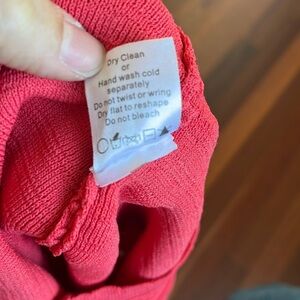 Dry Clean
or
Hand wash cold
separately
Do not twist or wring
Dry flat to reshape
Do not bleach